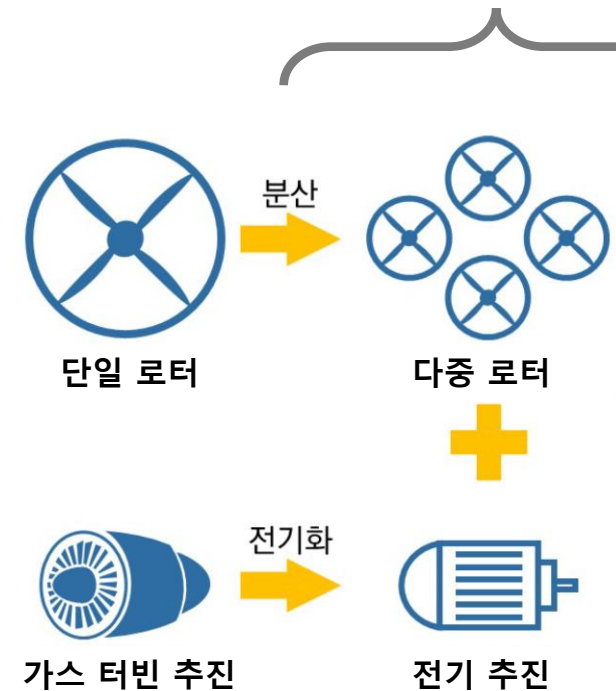 분산
단일 로터
다중 로터
전기화
가스 터빈 추진
전기 추진